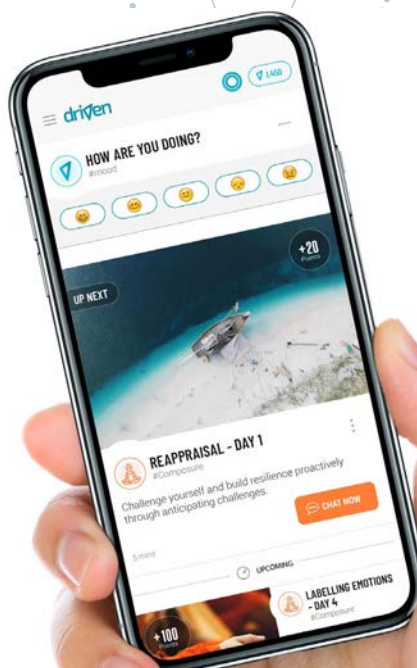 driven
1,450
HOW ARE YOU DOING?
#mood
UP NEXT
+20
Points
REAPPRAISAL - DAY 1
#Composure
Challenge yourself and build resilience proactively
through anticipating challenges.
CHAT NOW
5 mins
UPCOMING
+100
Points
LABELLING EMOTIONS
- DAY 4
#Composure